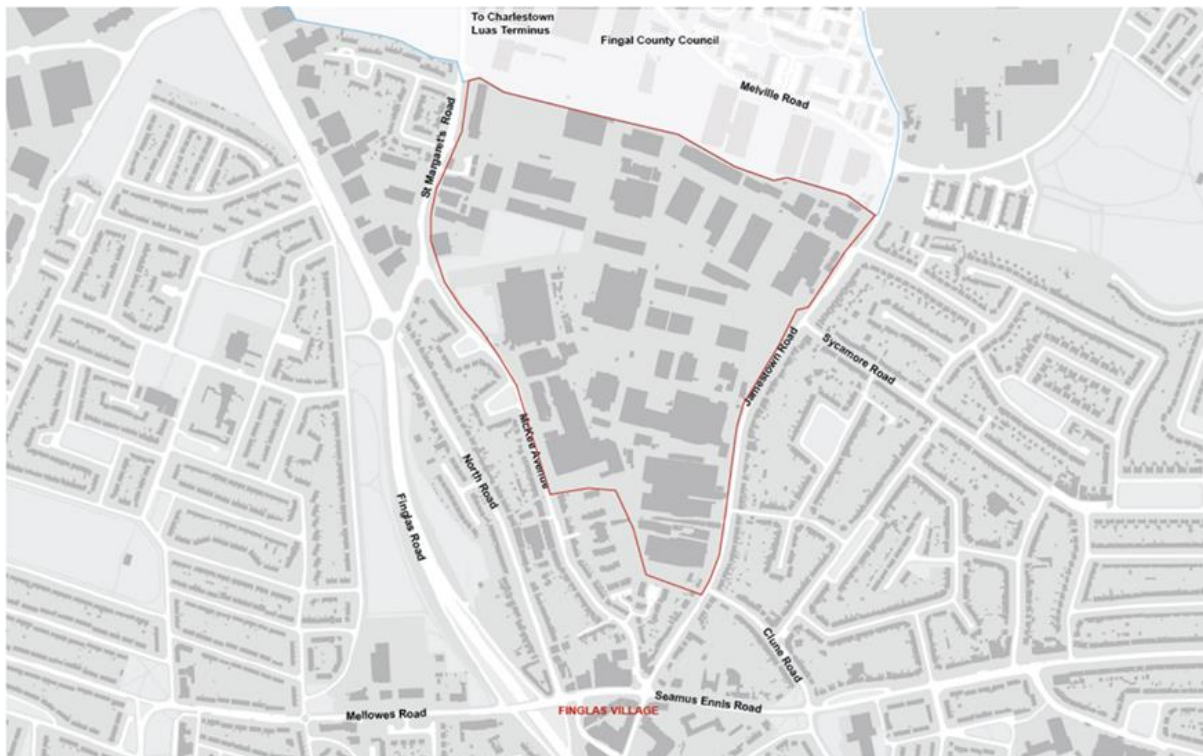 To Charlestown
Luas Terminus
Fingal County Council
Melville Road
St Margaret's Road
Sycamore Road
Jamestown Road
McKee Avenue
North Road
Finglas Road
Clune Road
Seamus Ennis Road
Mellowes Road
FINGLAS VILLAGE